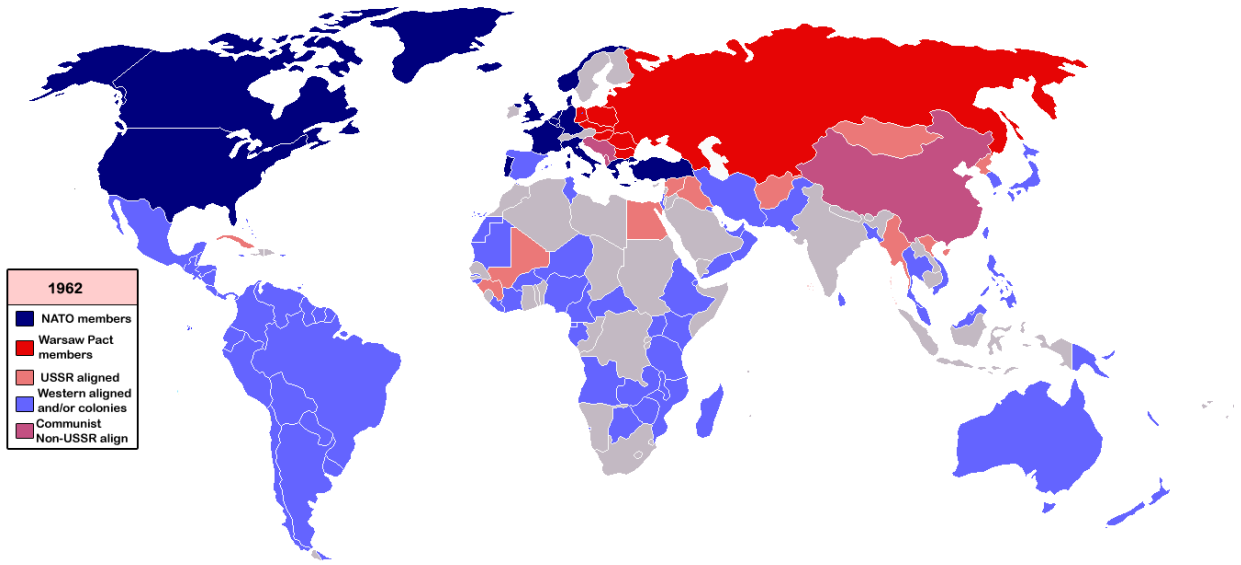 1962
NATO members
Warsaw Pact
members
USSR aligned
Western aligned
and/or colonies
Communist
Non-USSR align